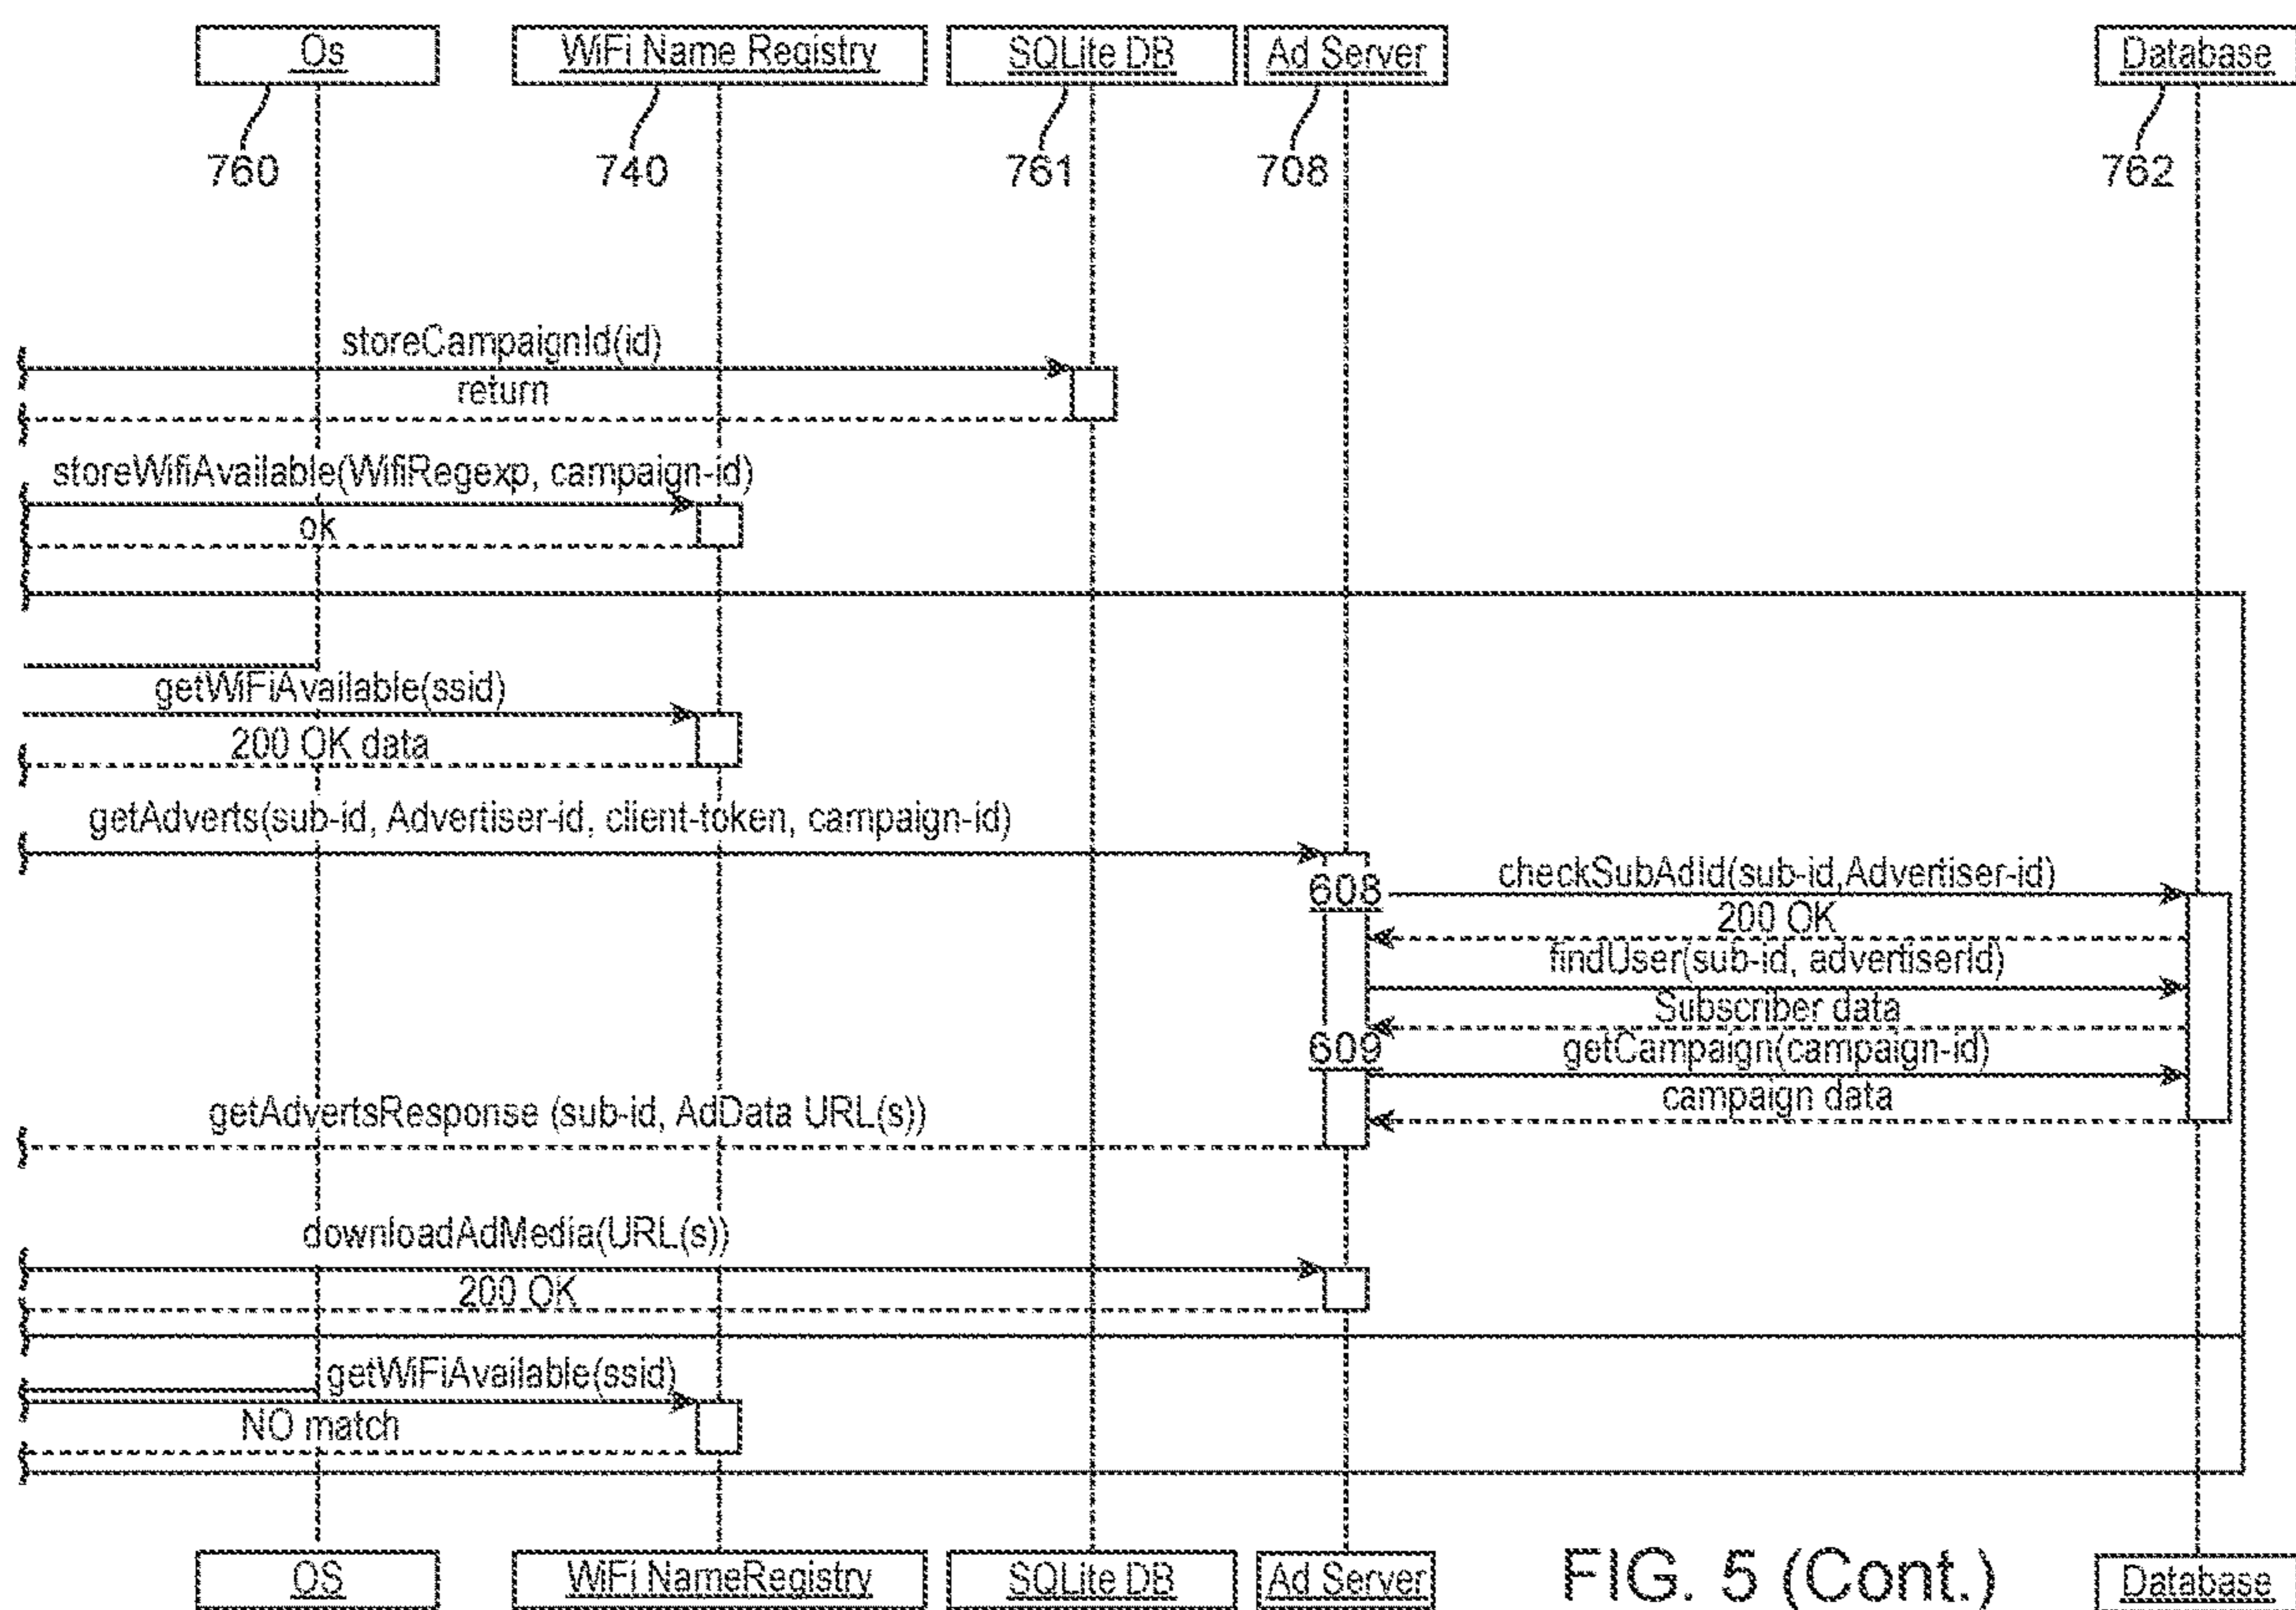 Os
WiFi Name Registry
SQLite DB
Ad Server
Database
760
740
761
708
762
storeCampaignId(id)
return
storeWifiAvailable(WifiRegexp, campaign-id)
ok
getWiFiAvailable(ssid)
200 OK data
getAdverts(sub-id, Advertiser-id, client-token, campaign-id)
608
checkSubAdId(sub-id,Advertiser-id)
200 OK
findUser(sub-id, advertiserId)
Subscriber data
609
getCampaign(campaign-id)
campaign data
getAdvertsResponse (sub-id, AdData URL(s))
downloadAdMedia(URL(s))
200 OK
getWiFiAvailable(ssid)
NO match
OS
WiFi NameRegistry
SQLite DB
Ad Server
FIG. 5 (Cont.)
Database